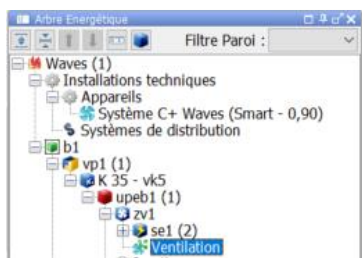 Arbre Energétique
Filtre Paroi :
Waves (1)
Installations techniques
Appareils
Système C+ Waves (Smart - 0,90)
Systèmes de distribution
b1
vp1 (1)
K 35 - vk5
upeb1 (1)
zv1
se1 (2)
Ventilation